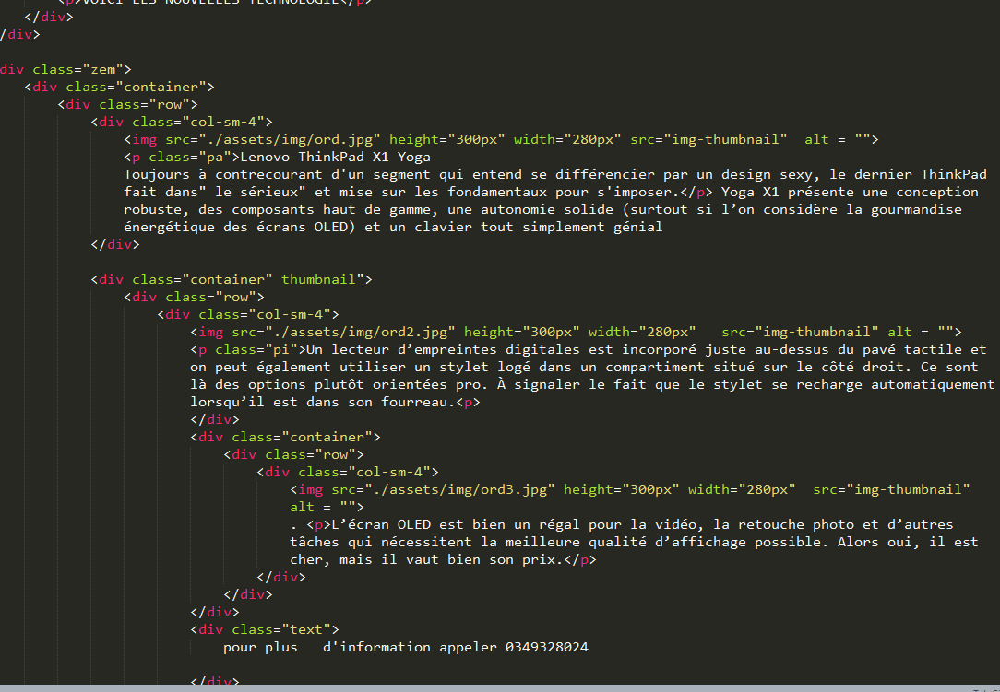 <p>VOICI LES NOUVELLES TECHNOLOGIE</p>
</div>
/div>
div class="zem">
<div class="container">
<div class="row">
<div class="col-sm-4">
<img src="./assets/img/ord.jpg" height="300px" width="280px" src="img-thumbnail"  alt = "">
<p class="pa">Lenovo ThinkPad X1 Yoga
Toujours à contrecourant d'un segment qui entend se différencier par un design sexy, le dernier ThinkPad
fait dans" le sérieux" et mise sur les fondamentaux pour s'imposer.</p> Yoga X1 présente une conception
robuste, des composants haut de gamme, une autonomie solide (surtout si l’on considère la gourmandise
énergétique des écrans OLED) et un clavier tout simplement génial
</div>
<div class="container" thumbnail">
<div class="row">
<div class="col-sm-4">
<img src="./assets/img/ord2.jpg" height="300px" width="280px"   src="img-thumbnail" alt = "">
<p class="pi">Un lecteur d’empreintes digitales est incorporé juste au-dessus du pavé tactile et
on peut également utiliser un stylet logé dans un compartiment situé sur le côté droit. Ce sont
là des options plutôt orientées pro. À signaler le fait que le stylet se recharge automatiquement
lorsqu’il est dans son fourreau.<p>
</div>
<div class="container">
<div class="row">
<div class="col-sm-4">
<img src="./assets/img/ord3.jpg" height="300px" width="280px"  src="img-thumbnail"
alt = "">
. <p>L’écran OLED est bien un régal pour la vidéo, la retouche photo et d’autres
tâches qui nécessitent la meilleure qualité d’affichage possible. Alors oui, il est
cher, mais il vaut bien son prix.</p>
</div>
</div>
</div>
<div class="text">
pour plus   d'information appeler 0349328024
</div>